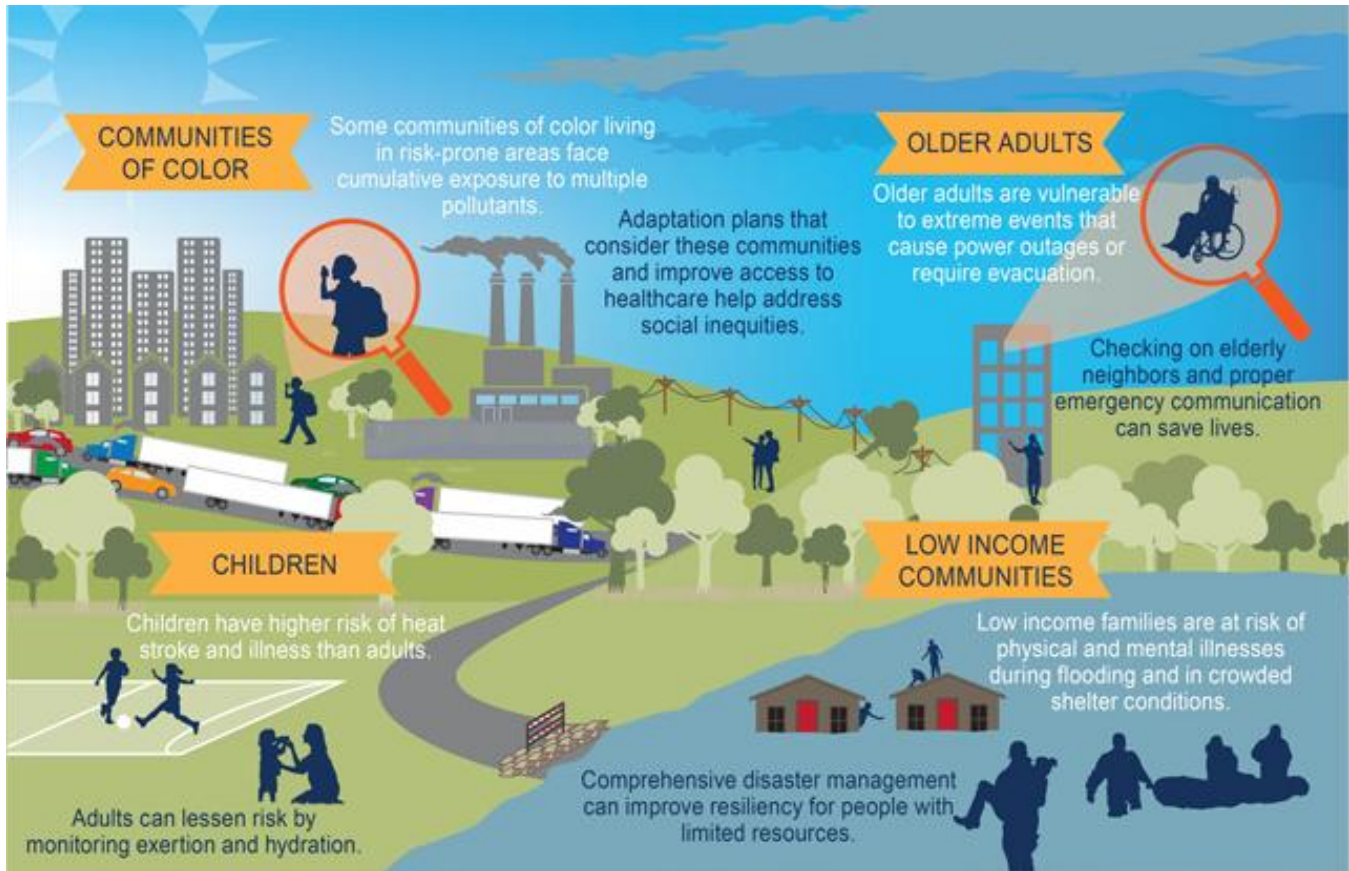 COMMUNITIES
OF COLOR
Some communities of color living
in risk-prone areas face
cumulative exposure to multiple
pollutants.
Adaptation plans that
consider these communities
and improve access to
healthcare help address
social inequities.
OLDER ADULTS
Older adults are vulnerable
to extreme events that
cause power outages or
require evacuation.
Checking on elderly
neighbors and proper
emergency communication
can save lives.
CHILDREN
Children have higher risk of heat
stroke and illness than adults.
Adults can lessen risk by
monitoring exertion and hydration.
LOW INCOME
COMMUNITIES
Low income families are at risk of
physical and mental illnesses
during flooding and in crowded
shelter conditions.
Comprehensive disaster management
can improve resiliency for people with
limited resources.